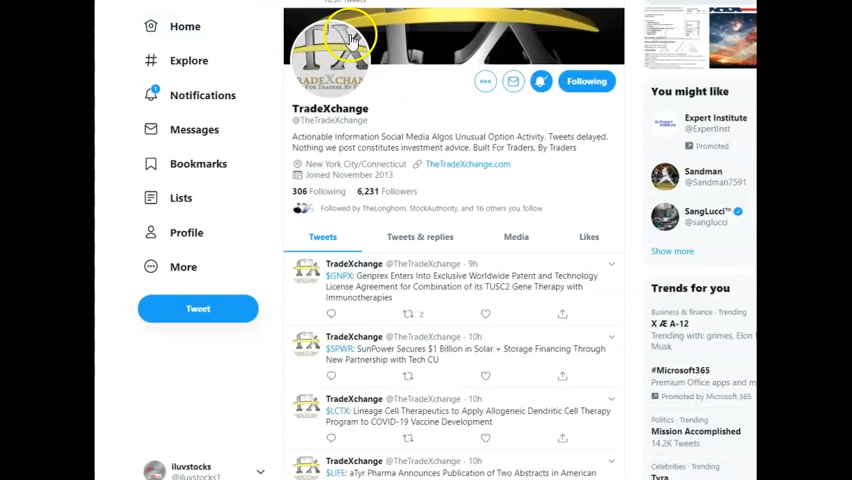 Home
Explore
1
Notifications
Messages
Bookmarks
Lists
Profile
More
Tweet
iluvstocks
@iluvstocks1
TRADEXCHANGE
Following
TradeXchange
@TheTradeXchange
Actionable Information Social Media Algos Unusual Option Activity. Tweets delayed.
Nothing we post constitutes investment advice. Built For Traders, By Traders
New York City/Connecticut TheTradeXchange.com
Joined November 2013
306 Following 6,231 Followers
Followed by TheLonghorn, StockAuthority, and 16 others you follow
Tweets Tweets & replies Media Likes
TradeXchange @TheTradeXchange · 9h
$GNPX: Genprex Enters Into Exclusive Worldwide Patent and Technology
License Agreement for Combination of its TUSC2 Gene Therapy with
Immunotherapies
2
TradeXchange @TheTradeXchange · 10h
$SPWR: SunPower Secures $1 Billion in Solar + Storage Financing Through
New Partnership with Tech CU
TradeXchange @TheTradeXchange · 10h
$LCTX: Lineage Cell Therapeutics to Apply Allogeneic Dendritic Cell Therapy
Program to COVID-19 Vaccine Development
TradeXchange @TheTradeXchange · 10h
$LIFE: aTyr Pharma Announces Publication of Two Abstracts in American
You might like
Expert Institute
@ExpertInst
Promoted
Sandman
@Sandman7591
SangLucci™
@sanglucci
Show more
Trends for you
Business & finance · Trending
X Æ A-12
Trending with: grimes, Elon
Musk
#Microsoft365
Premium Office apps and m
Promoted by Microsoft 365
Politics · Trending
Mission Accomplished
14.2K Tweets
Celebrities · Trending
Tyra